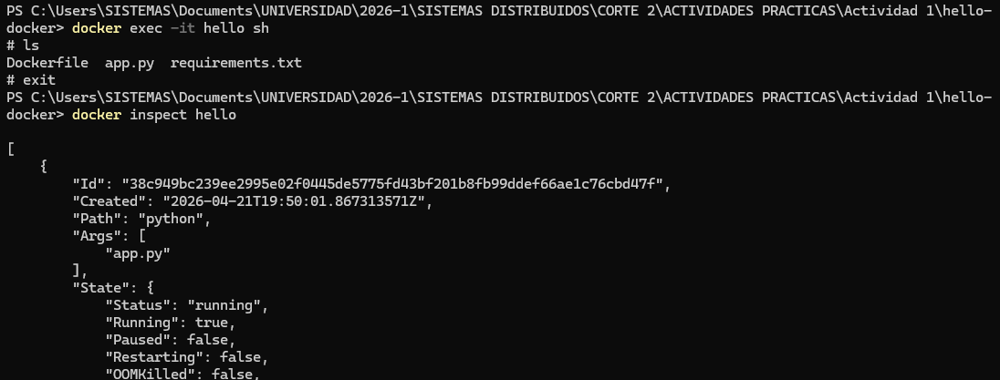 PS C:\Users\SISTEMAS\Documents\UNIVERSIDAD\2026-1\SISTEMAS DISTRIBUIDOS\CORTE 2\ACTIVIDADES PRACTICAS\Actividad 1\hello-
docker> docker exec -it hello sh
# ls
Dockerfile  app.py  requirements.txt
# exit
PS C:\Users\SISTEMAS\Documents\UNIVERSIDAD\2026-1\SISTEMAS DISTRIBUIDOS\CORTE 2\ACTIVIDADES PRACTICAS\Actividad 1\hello-
docker> docker inspect hello
[
    {
        "Id": "38c949bc239ee2995e02f0445de5775fd43bf201b8fb99ddef66ae1c76cbd47f",
        "Created": "2026-04-21T19:50:01.867313571Z",
        "Path": "python",
        "Args": [
            "app.py"
        ],
        "State": {
            "Status": "running",
            "Running": true,
            "Paused": false,
            "Restarting": false,
            "OOMKilled": false,